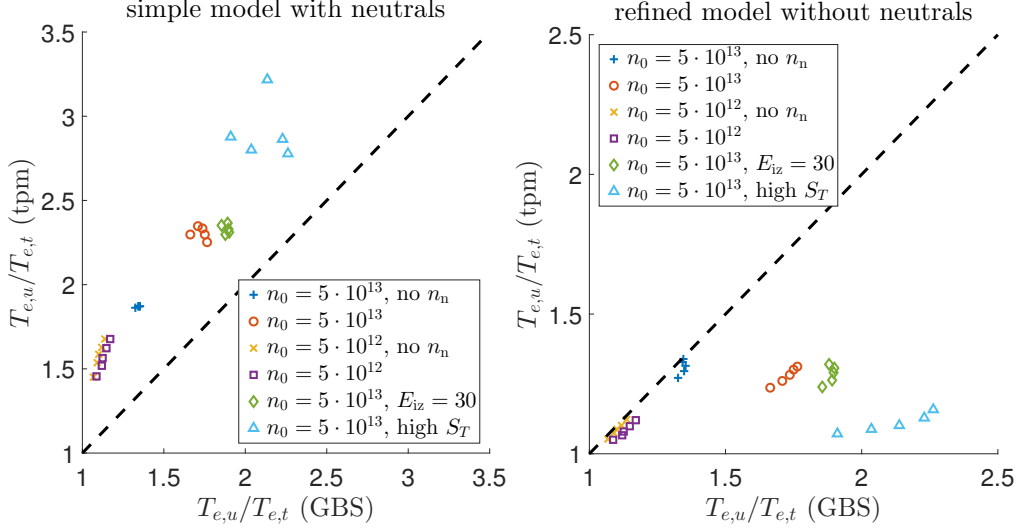 simple model with neutrals
T_{e,u}/T_{e,t} (tpm)
3.5
3
2.5
2
1.5
1
n_0 = 5 · 10^{13}, no n_n
n_0 = 5 · 10^{13}
n_0 = 5 · 10^{12}, no n_n
n_0 = 5 · 10^{12}
n_0 = 5 · 10^{13}, E_{iz} = 30
n_0 = 5 · 10^{13}, high S_T
1 1.5 2 2.5 3 3.5
T_{e,u}/T_{e,t} (GBS)
refined model without neutrals
T_{e,u}/T_{e,t} (tpm)
2.5
2
1.5
1
n_0 = 5 · 10^{13}, no n_n
n_0 = 5 · 10^{13}
n_0 = 5 · 10^{12}, no n_n
n_0 = 5 · 10^{12}
n_0 = 5 · 10^{13}, E_{iz} = 30
n_0 = 5 · 10^{13}, high S_T
1 1.5 2 2.5
T_{e,u}/T_{e,t} (GBS)